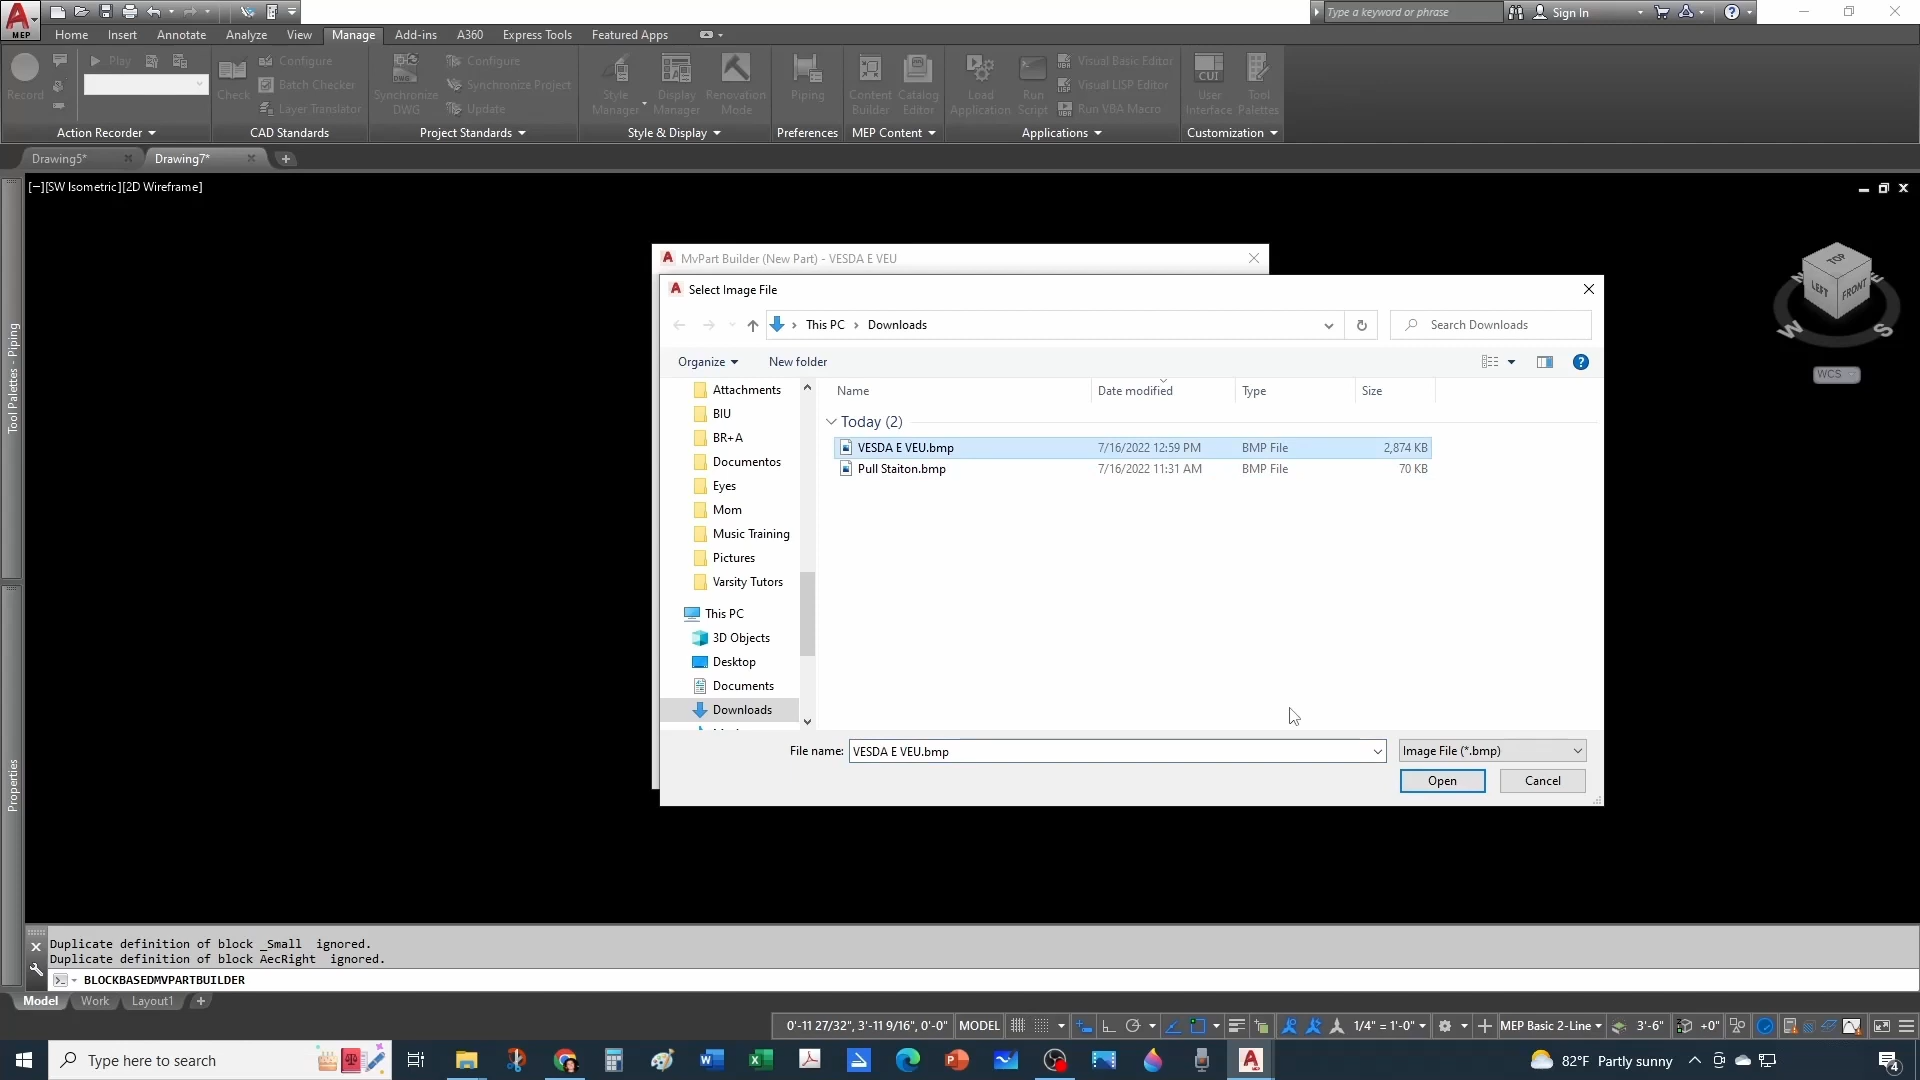 MEP
Type a keyword or phrase
Sign In
Home Insert Annotate Analyze View Manage Add-ins A360 Express Tools Featured Apps
Record
Play
Check
Configure
Batch Checker
Layer Translator
Synchronize DWG
Configure
Synchronize Project
Update
Style Manager
Display Manager
Renovation Mode
Piping
Content Builder
Catalog Editor
Load Application
Run Script
Visual Basic Editor
Visual LISP Editor
Run VBA Macro
CUI
User Interface
Tool Palettes
Action Recorder
CAD Standards
Project Standards
Style & Display
Preferences
MEP Content
Applications
Customization
Drawing5*
Drawing7*
[−][SW Isometric][2D Wireframe]
Tool Palettes - Piping
Properties
TOP
LEFT
FRONT
N
W
S
WCS
MvPart Builder (New Part) - VESDA E VEU
Select Image File
This PC
Downloads
Search Downloads
Organize
New folder
Attachments
BIU
BR+A
Documentos
Eyes
Mom
Music Training
Pictures
Varsity Tutors
This PC
3D Objects
Desktop
Documents
Downloads
Name Date modified Type Size
Today (2)
VESDA E VEU.bmp 7/16/2022 12:59 PM BMP File 2,874 KB
Pull Staiton.bmp 7/16/2022 11:31 AM BMP File 70 KB
File name: VESDA E VEU.bmp
Image File (*.bmp)
Open
Cancel
Duplicate definition of block _Small  ignored.
Duplicate definition of block AecRight  ignored.
BLOCKBASEDMVPARTBUILDER
Model Work Layout1
0'-11 27/32", 3'-11 9/16", 0'-0" MODEL 1/4" = 1'-0" MEP Basic 2-Line 3'-6" +0"
Type here to search
82°F Partly sunny
4